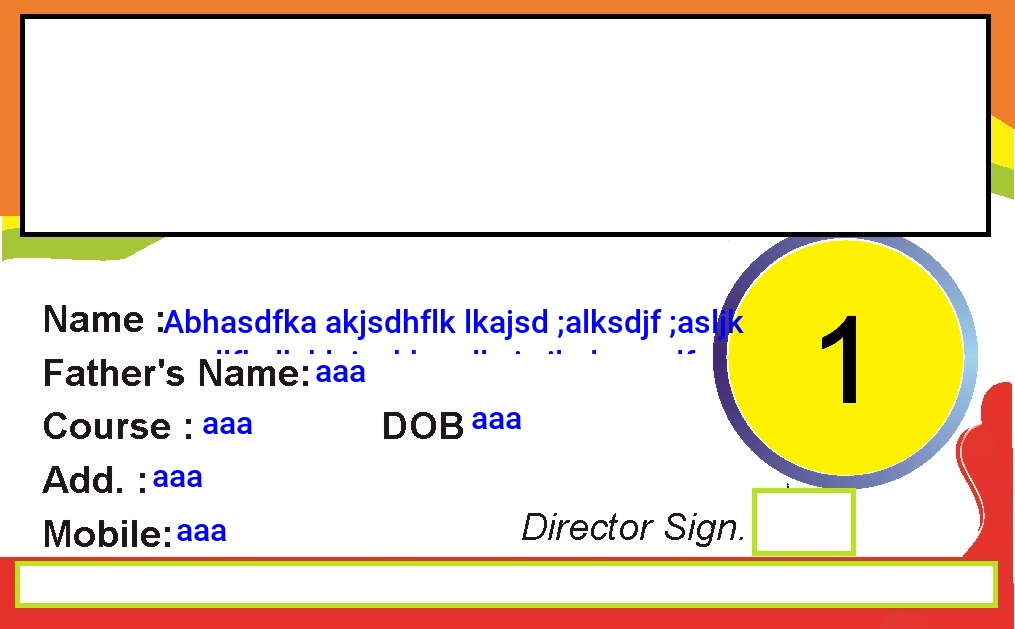 Name :Abhasdfka akjsdhflk lkajsd ;alksdjf ;asljk
Father's Name: aaa
Course : aaa DOB aaa
Add. : aaa
Mobile: aaa
Director Sign.
1